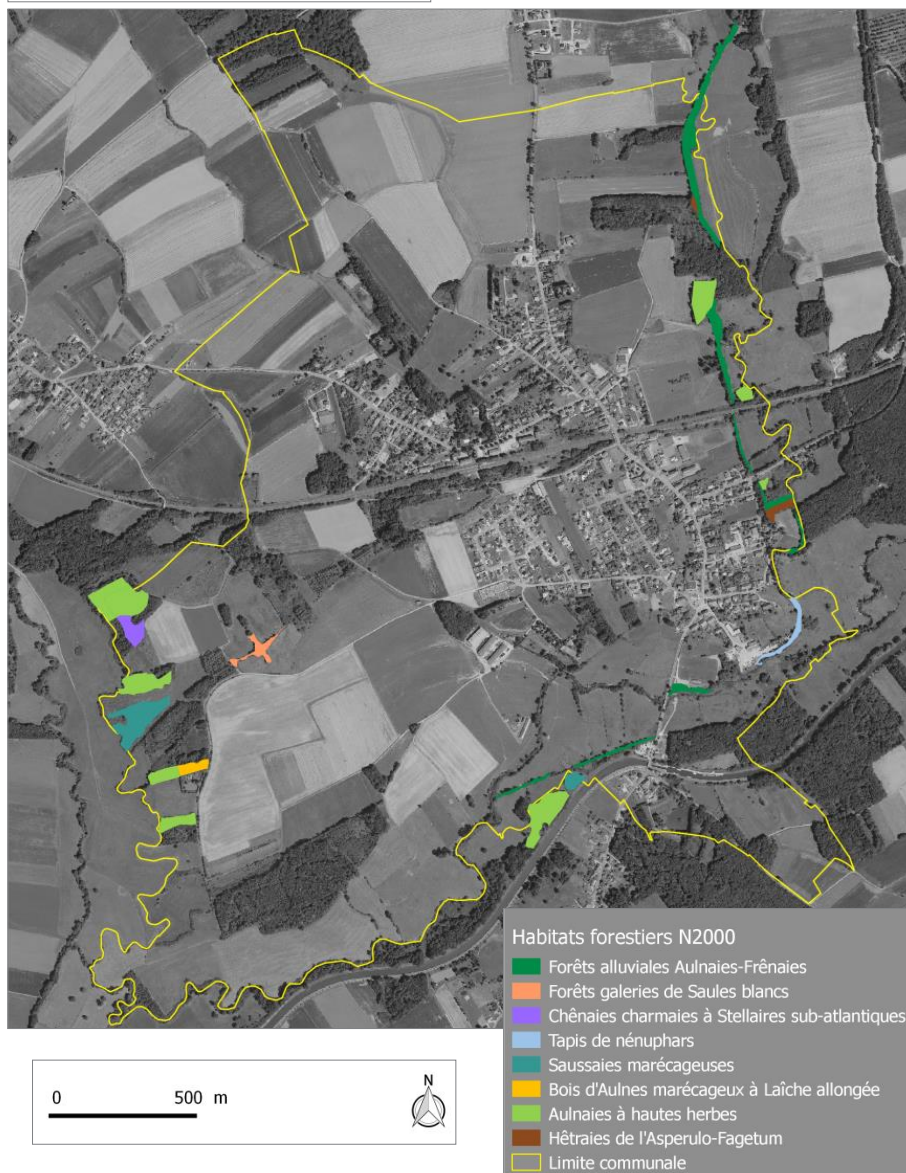 Habitats forestiers N2000
Forêts alluviales Aulnaies-Frênaies
Forêts galeries de Saules blancs
Chênaies charmaies à Stellaires sub-atlantiques
Tapis de nénuphars
Saussaies marécageuses
Bois d'Aulnes marécageux à Laîche allongée
Aulnaies à hautes herbes
Hêtraies de l'Asperulo-Fagetum
Limite communale
0 500 m
N